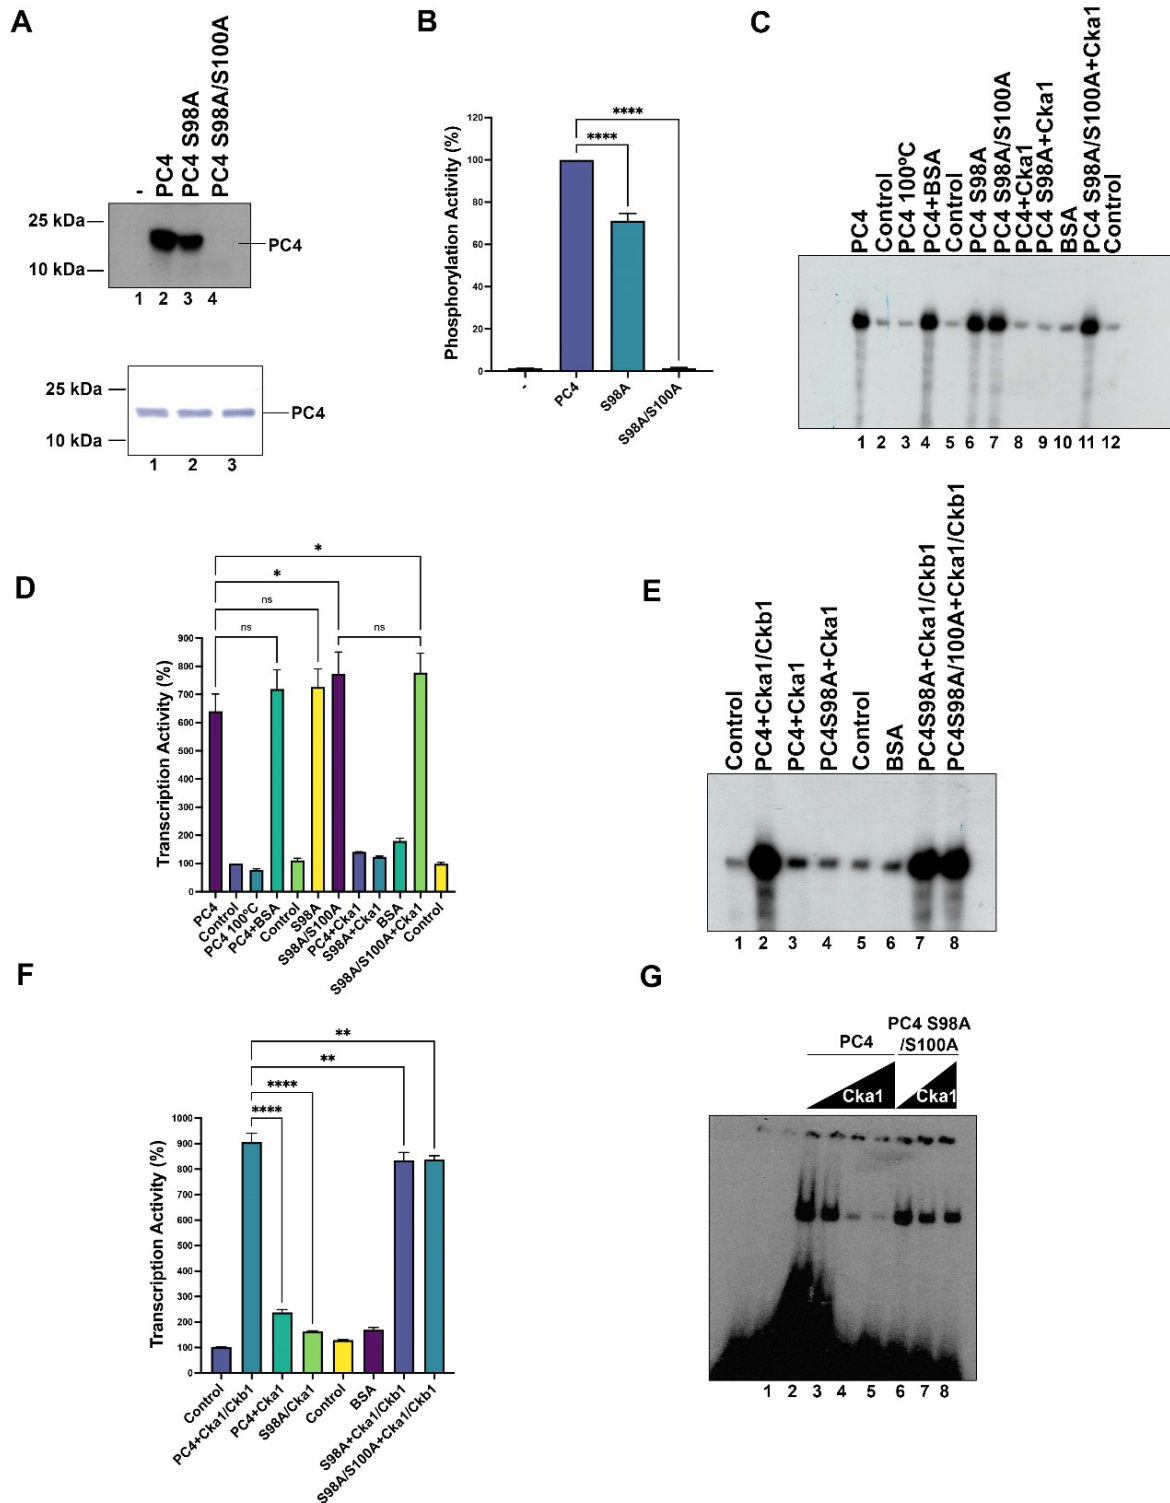 A
-
PC4
PC4 S98A
PC4 S98A/S100A
25 kDa
PC4
10 kDa
1 2 3 4
25 kDa
PC4
10 kDa
1 2 3
B
Phosphorylation Activity (%)
120
100
80
60
40
20
0
****
****
-
PC4
S98A
S98A/S100A
C
PC4
Control
PC4 100ºC
PC4+BSA
Control
PC4 S98A
PC4 S98A/S100A
PC4+Cka1
PC4 S98A+Cka1
BSA
PC4 S98A/S100A+Cka1
Control
1 2 3 4 5 6 7 8 9 10 11 12
D
Transcription Activity (%)
900
800
700
600
500
400
300
200
100
0
*
*
ns
ns
ns
PC4
Control
PC4 100ºC
PC4+BSA
Control
S98A
S98A/S100A
PC4+Cka1
S98A+Cka1
BSA
S98A/S100A+Cka1
Control
E
Control
PC4+Cka1/Ckb1
PC4+Cka1
PC4S98A+Cka1
Control
BSA
PC4S98A+Cka1/Ckb1
PC4S98A/100A+Cka1/Ckb1
1 2 3 4 5 6 7 8
F
Transcription Activity (%)
1000
900
800
700
600
500
400
300
200
100
0
**
**
****
****
Control
PC4+Cka1/Ckb1
PC4+Cka1
S98A/Cka1
Control
BSA
S98A+Cka1/Ckb1
S98A/S100A+Cka1/Ckb1
G
PC4
PC4 S98A
/S100A
Cka1
Cka1
1 2 3 4 5 6 7 8